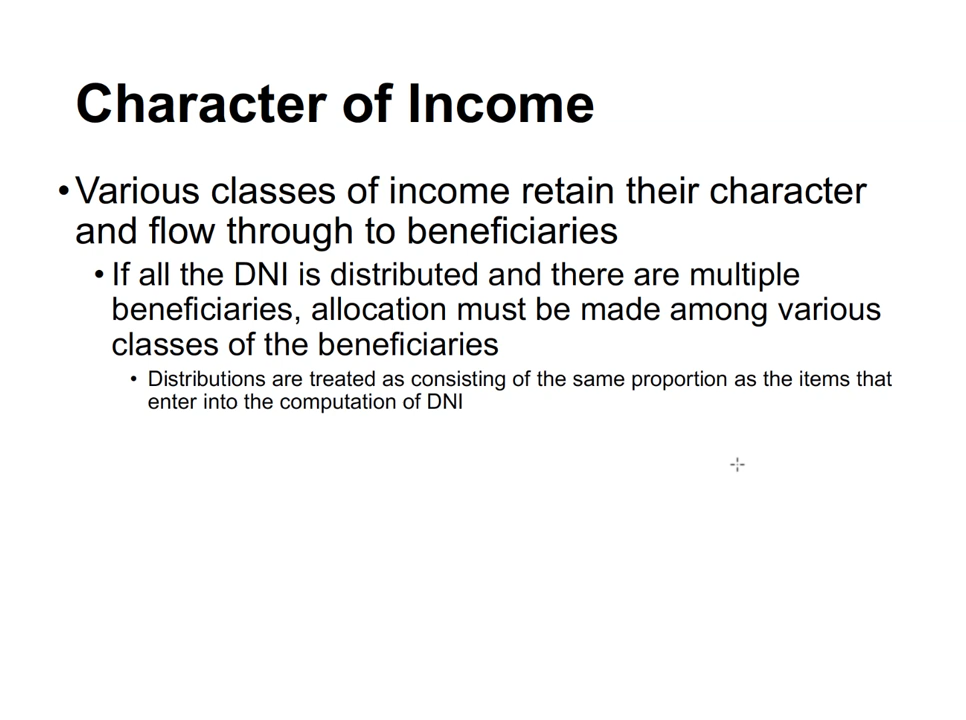 Character of Income
• Various classes of income retain their character
and flow through to beneficiaries
• If all the DNI is distributed and there are multiple
beneficiaries, allocation must be made among various
classes of the beneficiaries
• Distributions are treated as consisting of the same proportion as the items that
enter into the computation of DNI